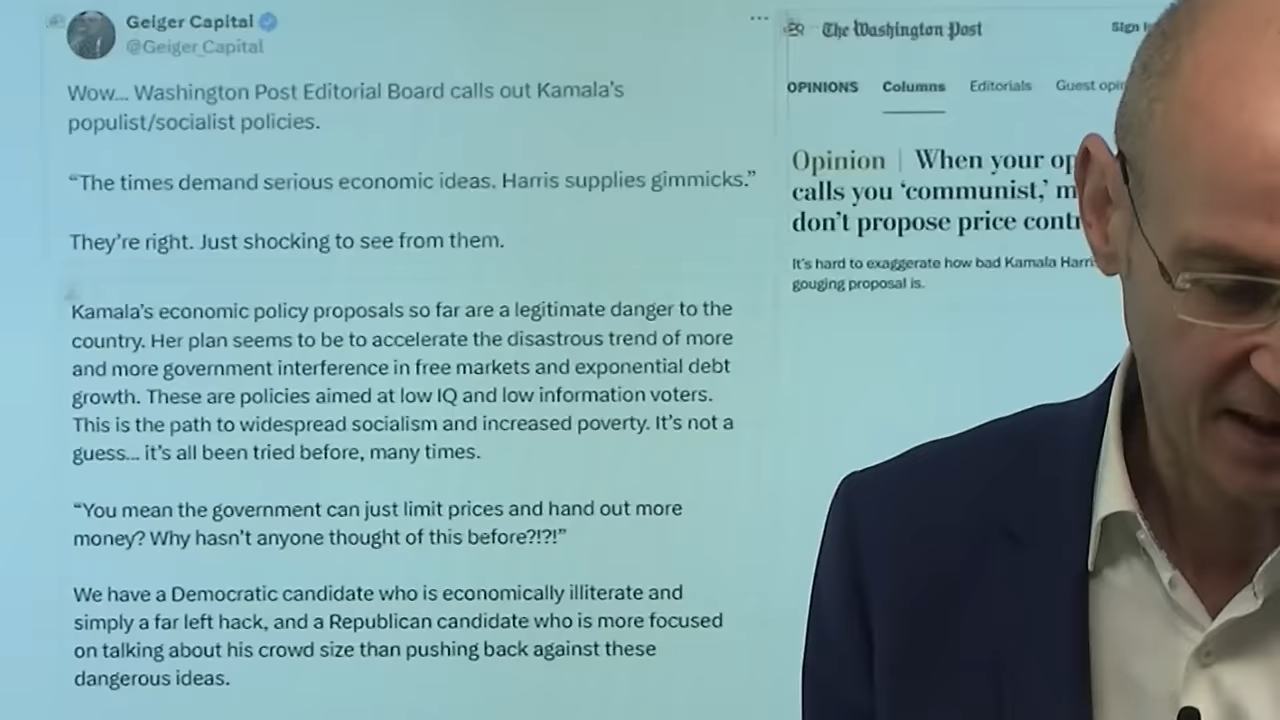 Geiger Capital
@Geiger_Capital
Wow... Washington Post Editorial Board calls out Kamala's
populist/socialist policies.
“The times demand serious economic ideas. Harris supplies gimmicks.”
They're right. Just shocking to see from them.
Kamala's economic policy proposals so far are a legitimate danger to the
country. Her plan seems to be to accelerate the disastrous trend of more
and more government interference in free markets and exponential debt
growth. These are policies aimed at low IQ and low information voters.
This is the path to widespread socialism and increased poverty. It's not a
guess... it's all been tried before, many times.
“You mean the government can just limit prices and hand out more
money? Why hasn't anyone thought of this before?!?!”
We have a Democratic candidate who is economically illiterate and
simply a far left hack, and a Republican candidate who is more focused
on talking about his crowd size than pushing back against these
dangerous ideas.
The Washington Post
Sign
OPINIONS Columns Editorials Guest
Opinion | When your
calls you ‘communist,’
don't propose price
It's hard to exaggerate how bad Kamala
gouging proposal is.